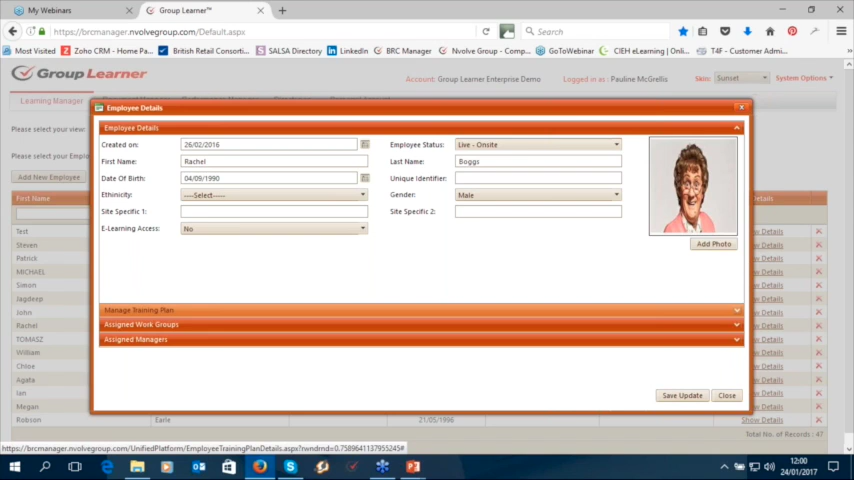 My Webinars
Group Learner™
https://brcmanager.nvolvegroup.com/Default.aspx
Search
Most Visited Zoho CRM - Home Pa... British Retail Consorti... SALSA Directory LinkedIn BRC Manager Nvolve Group - Comp... GoToWebinar CIEH eLearning | Onli... T4F - Customer Admi...
Group Learner™
Account: Group Learner Enterprise Demo Logged in as : Pauline McGrellis Skin: Sunset System Options
Learning Manager
Please select your view:
Please select your Emplo
Add New Employee
First Name
Test
Steven
Patrick
MICHAEL
Simon
Jagdeep
John
Rachel
TOMASZ
William
Chloe
Agata
Ian
Megan
Robson Earle 21/05/1996 Show Details
Total No. of Records : 47
Employee Details
Employee Details
Created on: 26/02/2016 Employee Status: Live - Onsite
First Name: Rachel Last Name: Boggs
Date Of Birth: 04/09/1990 Unique Identifier:
Ethinicity: ----Select----- Gender: Male
Site Specific 1: Site Specific 2:
E-Learning Access: No
Add Photo
Manage Training Plan
Assigned Work Groups
Assigned Managers
Save Update Close
https://brcmanager.nvolvegroup.com/UnifiedPlatform/EmployeeTrainingPlanDetails.aspx?rwndrnd=0.7589641137955245#
12:00
24/01/2017